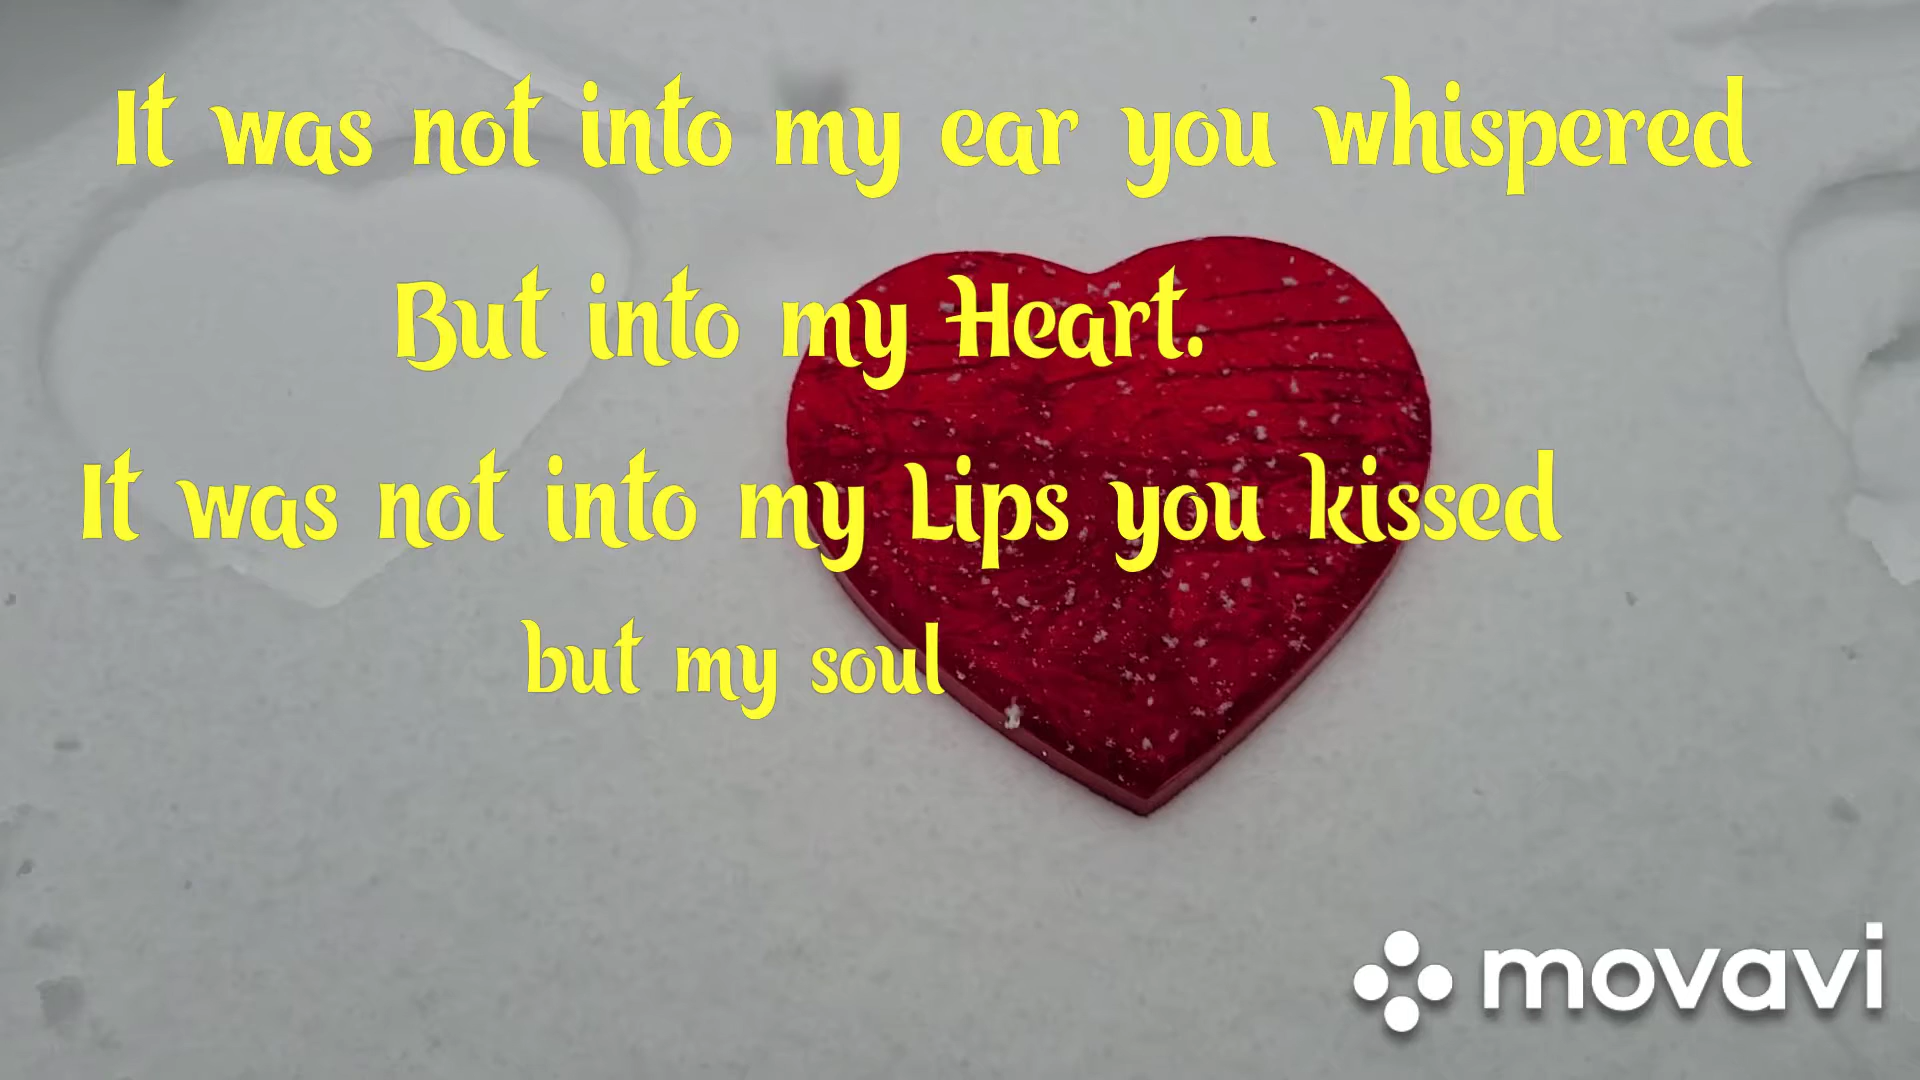 It was not into my ear you whispered
But into my Heart.
It was not into my Lips you kissed
but my soul
movavi